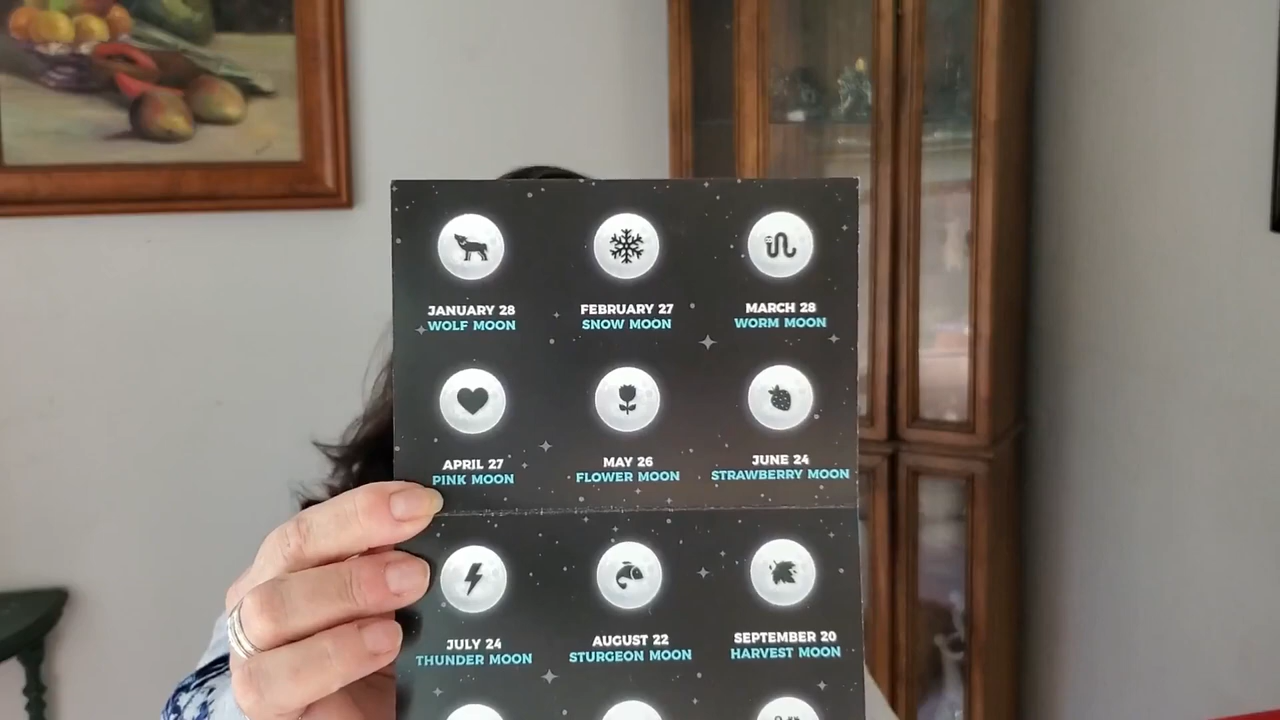 JANUARY 28
WOLF MOON
FEBRUARY 27
SNOW MOON
MARCH 28
WORM MOON
APRIL 27
PINK MOON
MAY 26
FLOWER MOON
JUNE 24
STRAWBERRY MOON
JULY 24
THUNDER MOON
AUGUST 22
STURGEON MOON
SEPTEMBER 20
HARVEST MOON